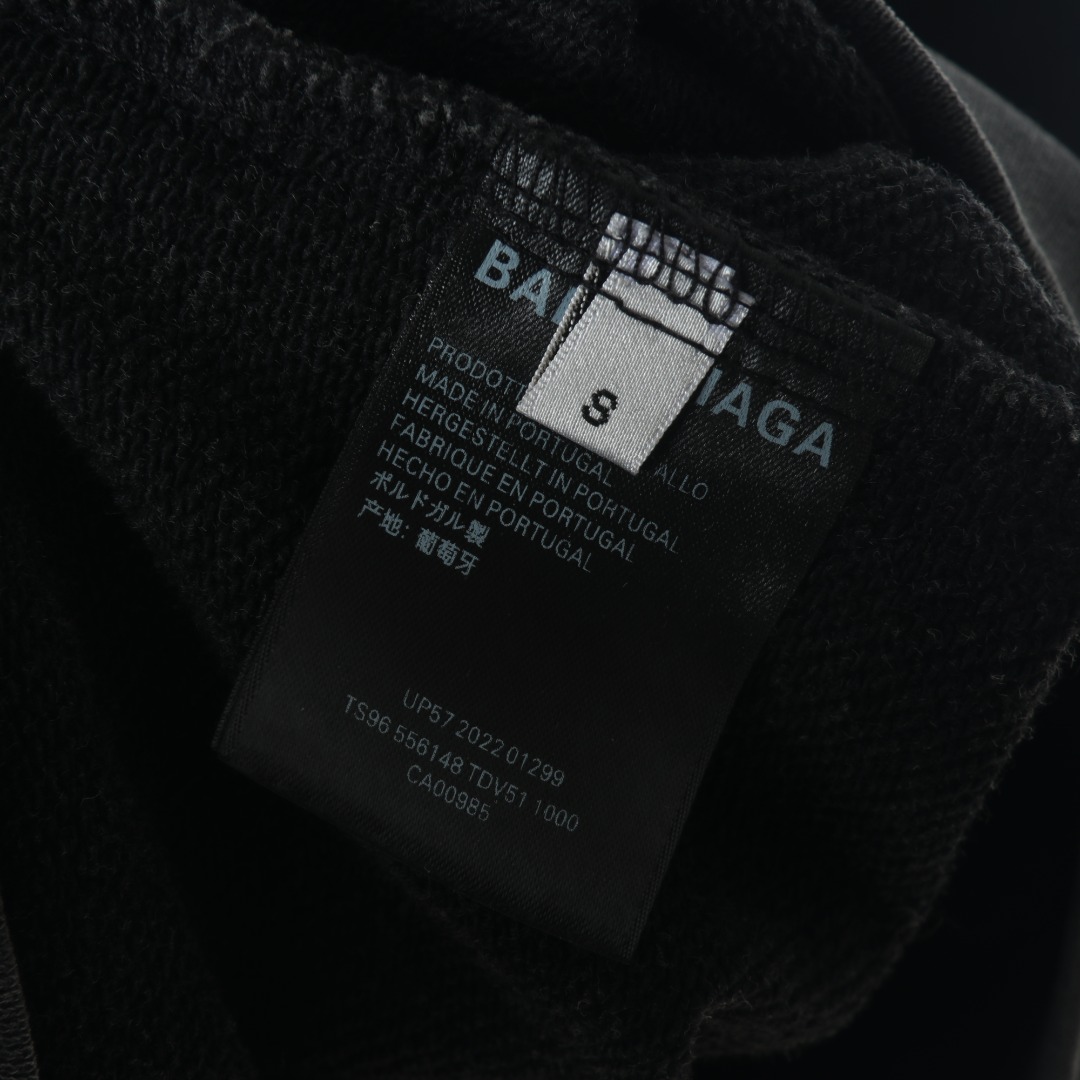 BAL IAGA
S
PRODOTT ALLO
MADE IN PORTUGAL
HERGESTELLT IN PORTUGAL
FABRIQUE EN PORTUGAL
HECHO EN PORTUGAL
ポルドガル製
产地: 葡萄牙
UP57 2022 01299
TS96 556148 TDV51 1000
CA00985